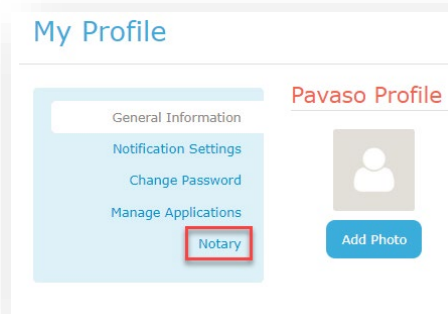 My Profile
General Information
Notification Settings
Change Password
Manage Applications
Notary
Pavaso Profile
Add Photo